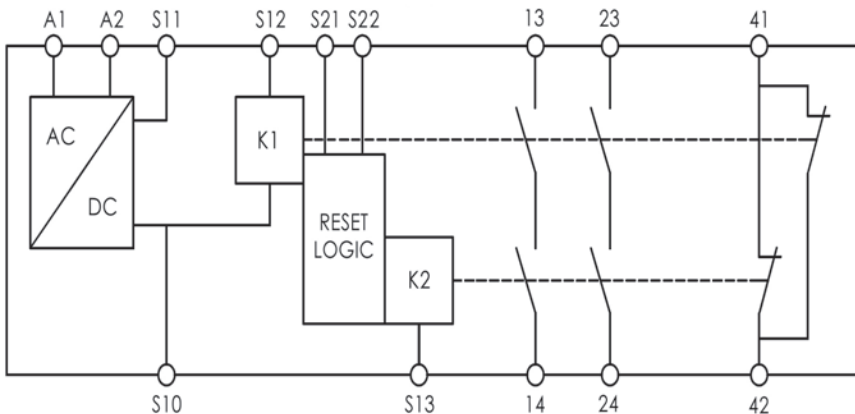 A1 A2 S11 S12 S21 S22 13 23 41
AC
DC
K1
RESET
LOGIC
K2
S10 S13 14 24 42